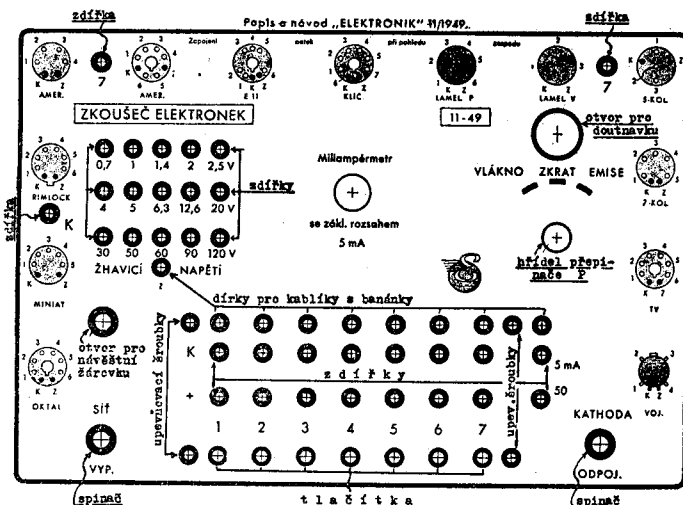 Popis a návod „ELEKTRONIK" 11/1949.
zdířka
zdířka
Zapojení patek při pohledu zespodu
7
7
AMER.
AMER.
E 11
KLÍČ.
LAMEL P
LAMEL V
5-KOL
ZKOUŠEČ ELEKTRONEK
11-49
otvor pro
doutnavku
VLÁKNO ZKRAT EMISE
0,7 1 1,4 2 2,5 V
zdířky
4 5 6,3 12,6 20 V
30 50 60 90 120 V
ŽHAVICÍ NAPĚTÍ
Miliampérmetr
se zákl. rozsahem
5 mA
RIMLOCK
K
zdířka
7-KOL
hřídel přepí-
nače P
MINIAT
TA
dírky pro kablíky s banánky
otvor pro
návěštní
žárovku
upevňovací šroubky
K
zdířky
5 mA
+
50
upev.šroubky
1 2 3 4 5 6 7
OKTAL
VOJ.
SÍŤ
VYP.
KATHODA
ODPOJ.
spínač
tlačítka
spínač